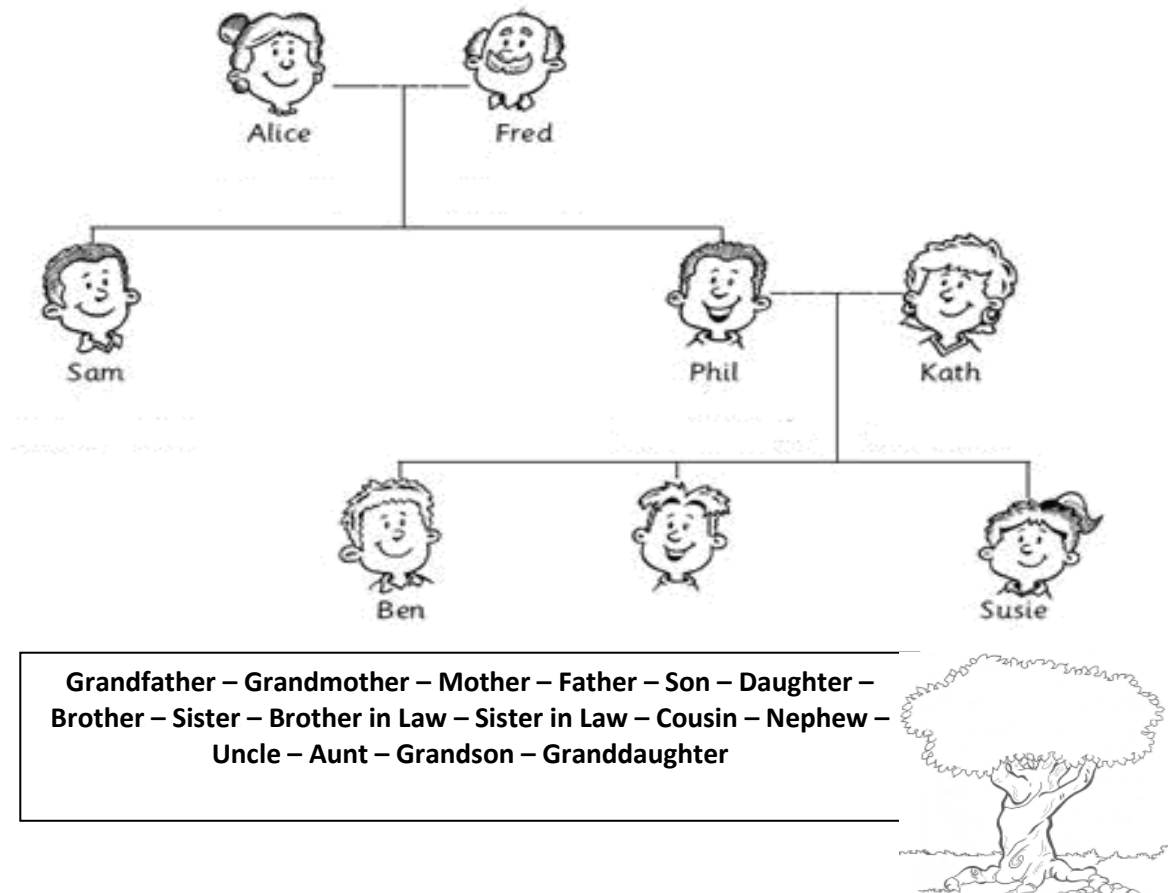 Alice Fred
Sam Phil Kath
Ben Susie
Grandfather – Grandmother – Mother – Father – Son – Daughter –
Brother – Sister – Brother in Law – Sister in Law – Cousin – Nephew –
Uncle – Aunt – Grandson – Granddaughter